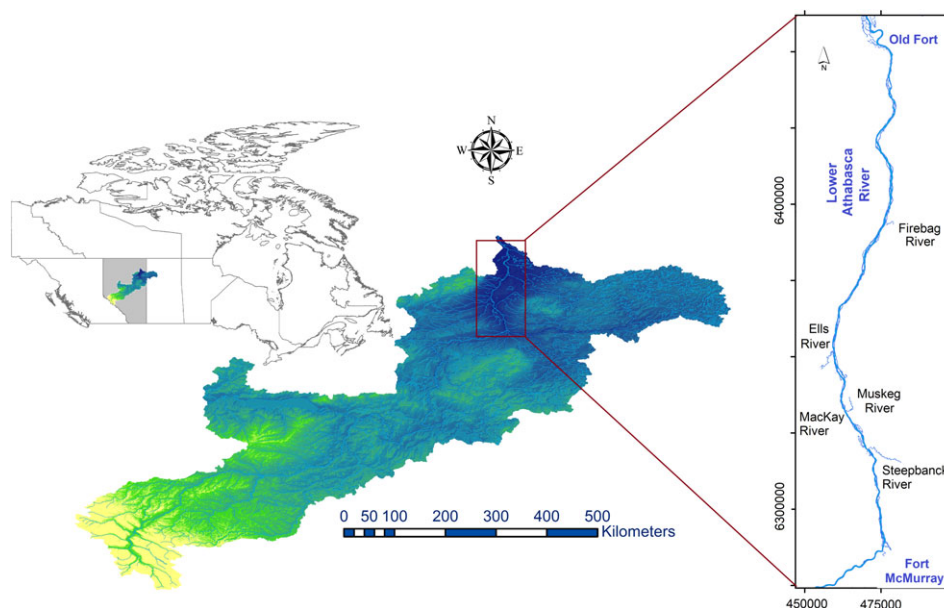 N
W E
S
0 50 100 200 300 400 500
Kilometers
Old Fort
N
Lower
Athabasca
River
6400000
Firebag
River
Ells
River
Muskeg
River
MacKay
River
Steepbanck
River
6300000
Fort
McMurray
450000 475000